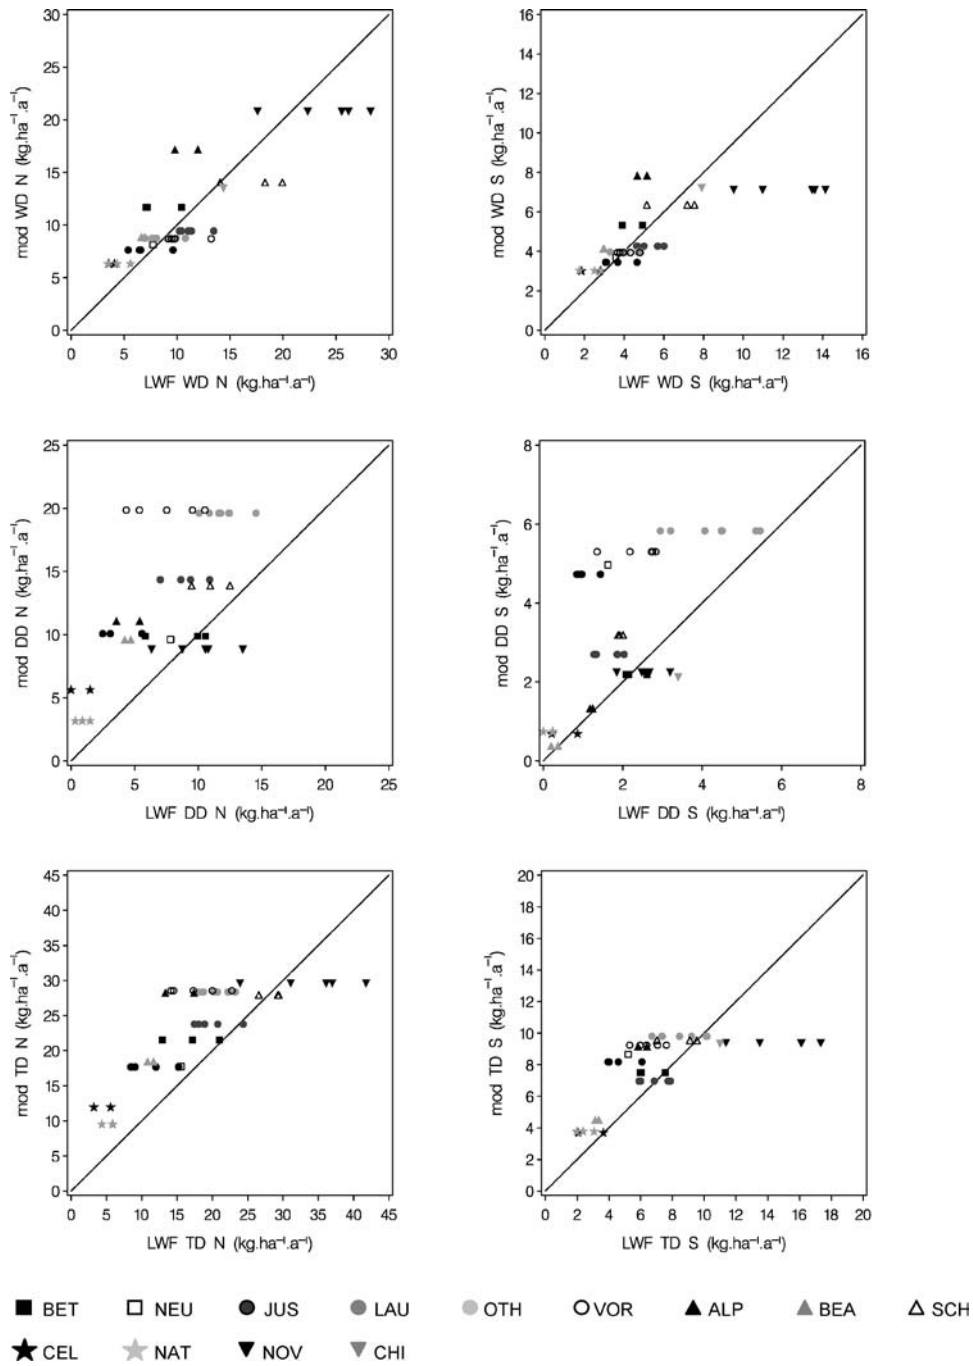 30
25
20
15
10
5
0
mod WD N (kg.ha⁻¹.a⁻¹)
0 5 10 15 20 25 30
LWF WD N (kg.ha⁻¹.a⁻¹)
16
14
12
10
8
6
4
2
0
mod WD S (kg.ha⁻¹.a⁻¹)
0 2 4 6 8 10 12 14 16
LWF WD S (kg.ha⁻¹.a⁻¹)
25
20
15
10
5
0
mod DD N (kg.ha⁻¹.a⁻¹)
0 5 10 15 20 25
LWF DD N (kg.ha⁻¹.a⁻¹)
8
6
4
2
0
mod DD S (kg.ha⁻¹.a⁻¹)
0 2 4 6 8
LWF DD S (kg.ha⁻¹.a⁻¹)
45
40
35
30
25
20
15
10
5
0
mod TD N (kg.ha⁻¹.a⁻¹)
0 5 10 15 20 25 30 35 40 45
LWF TD N (kg.ha⁻¹.a⁻¹)
20
18
16
14
12
10
8
6
4
2
0
mod TD S (kg.ha⁻¹.a⁻¹)
0 2 4 6 8 10 12 14 16 18 20
LWF TD S (kg.ha⁻¹.a⁻¹)
BET NEU JUS LAU OTH VOR ALP BEA SCH
CEL NAT NOV CHI